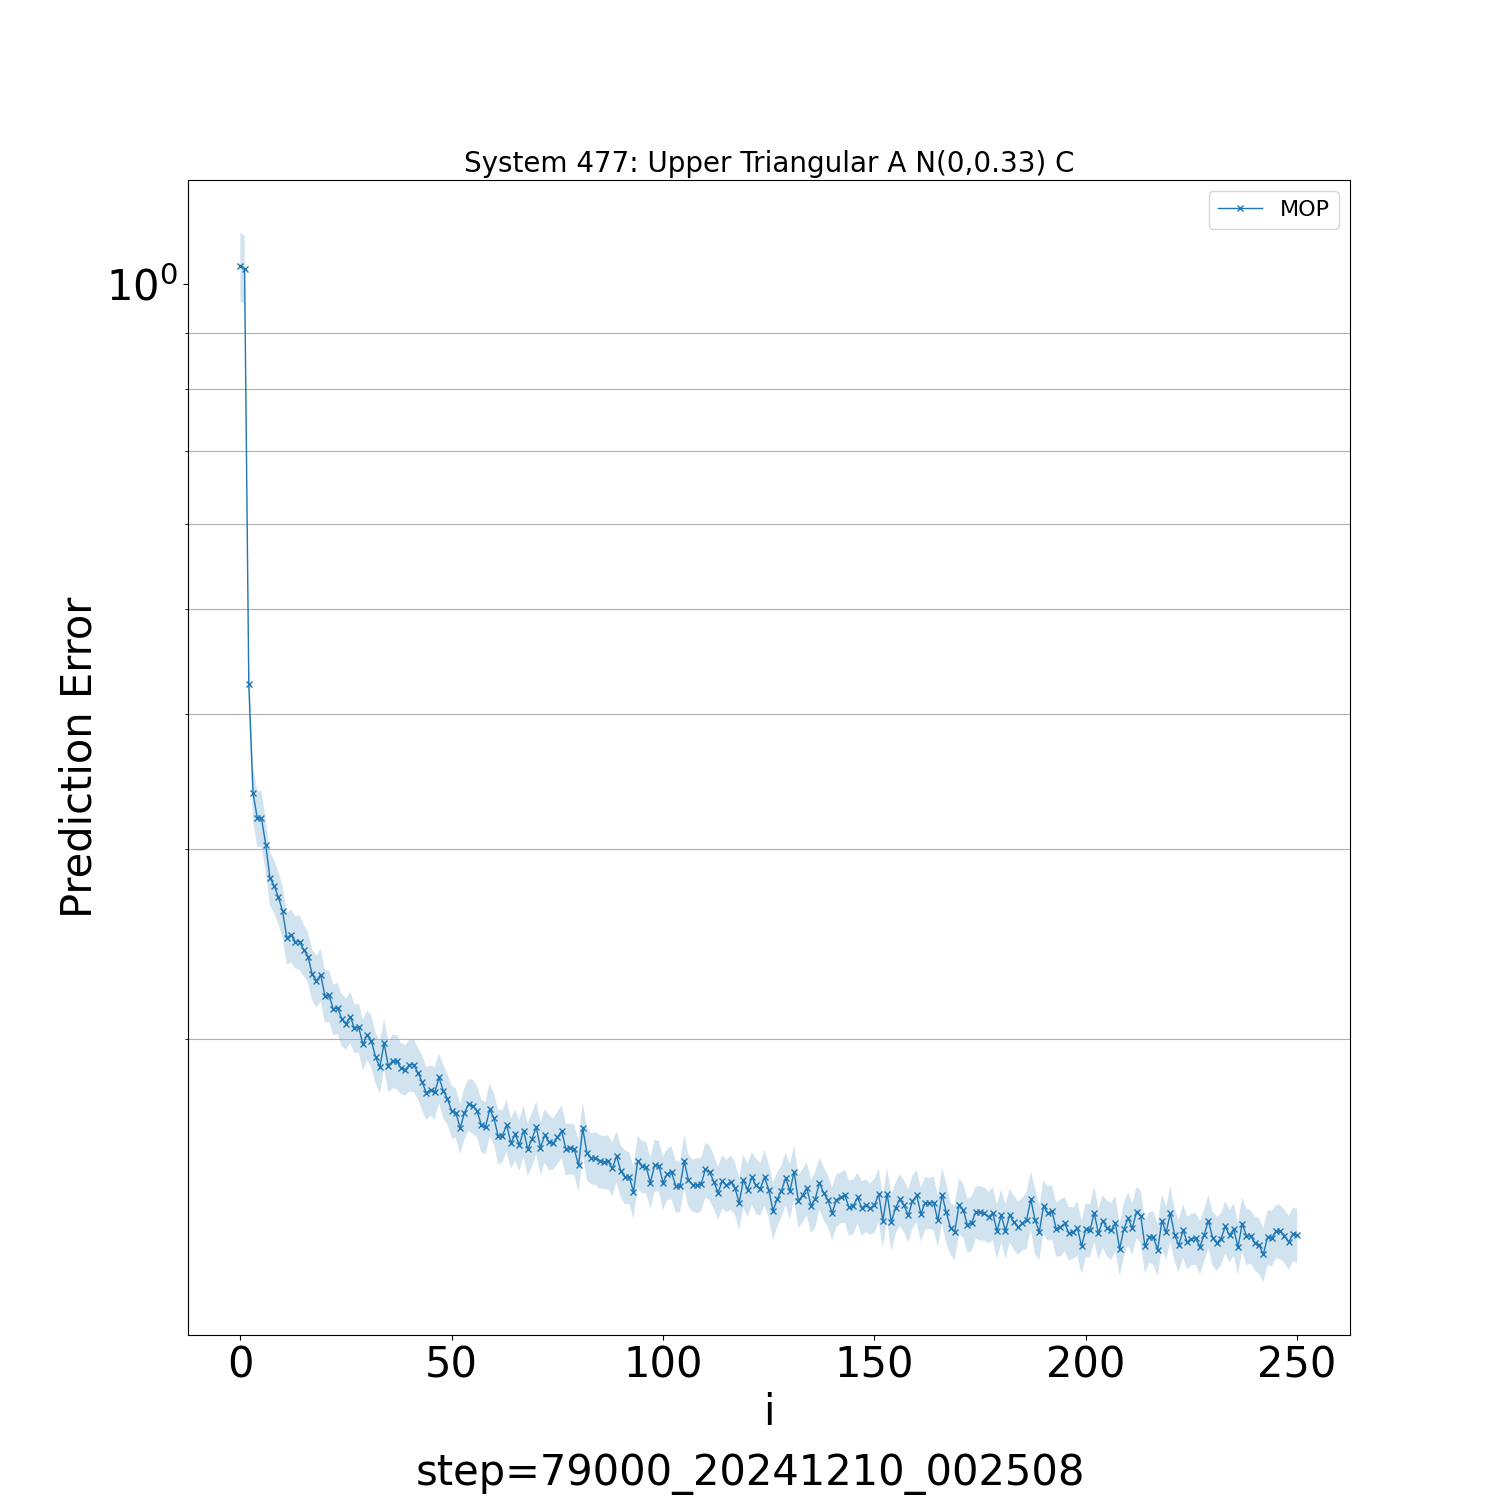 System 477: Upper Triangular A N(0,0.33) C
MOP
10⁰
Prediction Error
0 50 100 150 200 250
i
step=79000_20241210_002508